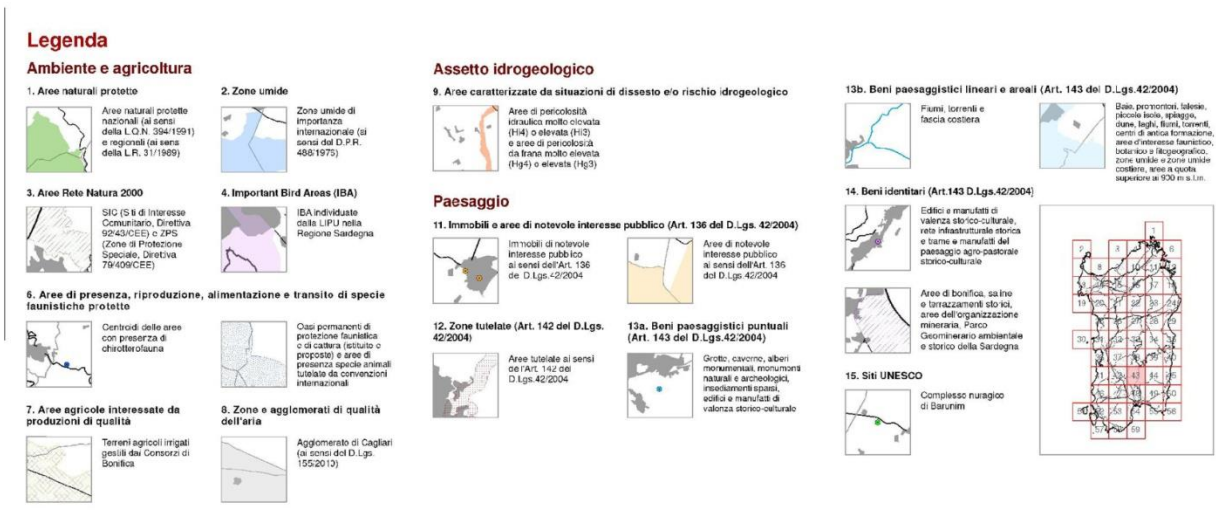 Legenda
Ambiente e agricoltura
1. Aree naturali protette
Aree naturali protette
nazionali (ai sensi
della L.Q.N. 394/1991)
e regionali (ai sensi
della L.R. 31/1989)
2. Zone umide
Zone umide di
importanza
internazionale (ai
sensi del D.P.R.
488/1976)
3. Aree Rete Natura 2000
SIC (Siti di Interesse
Comunitario, Direttiva
92/43/CEE) e ZPS
(Zone di Protezione
Speciale, Direttiva
79/409/CEE)
4. Important Bird Areas (IBA)
IBA individuate
dalla LIPU nella
Regione Sardegna
6. Aree di presenza, riproduzione, alimentazione e transito di specie
faunistiche protette
Centroidi delle aree
con presenza di
chirotterofauna
Oasi permanenti di
protezione faunistica
e di cattura (istituite e
proposte) e aree di
presenza specie animali
tutelate da convenzioni
internazionali
7. Aree agricole interessate da
produzioni di qualità
Terreni agricoli irrigati
gestiti dai Consorzi di
Bonifica
8. Zone e agglomerati di qualità
dell'aria
Agglomerato di Cagliari
(ai sensi del D.Lgs.
155/2010)
Assetto idrogeologico
9. Aree caratterizzate da situazioni di dissesto e/o rischio idrogeologico
Aree di pericolosità
idraulica molto elevata
(Hi4) o elevata (Hi3)
e aree di pericolosità
da frana molto elevata
(Hg4) o elevata (Hg3)
Paesaggio
11. Immobili e aree di notevole interesse pubblico (Art. 136 del D.Lgs. 42/2004)
Immobili di notevole
interesse pubblico
ai sensi dell'Art. 136
del D.Lgs. 42/2004
Aree di notevole
interesse pubblico
ai sensi dell'Art. 136
del D.Lgs. 42/2004
12. Zone tutelate (Art. 142 del D.Lgs.
42/2004)
Aree tutelate ai sensi
de l'Art. 142 del
D.Lgs.42/2004
13a. Beni paesaggistici puntuali
(Art. 143 del D.Lgs.42/2004)
Grotte, caverne, alberi
monumentali, monumenti
naturali e archeologici,
insediamenti sparsi,
edifici e manufatti di
valenza storico-culturale
13b. Beni paesaggistici lineari e areali (Art. 143 del D.Lgs.42/2004)
Fiumi, torrenti e
fascia costiera
Baie, promontori, falesie,
piccole isole, spiagge,
dune, laghi, fiumi, torrenti,
centri di antica formazione,
aree d'interesse faunistico,
botanico e fitogeografico,
zone umide e zone umide
costiere, aree a quota
superiore ai 900 m s.l.m.
14. Beni identitari (Art.143 D.Lgs.42/2004)
Edifici e manufatti di
valenza storico-culturale,
rete infrastrutturale storica
e trame e manufatti del
paesaggio agro-pastorale
storico-culturale
Aree di bonifica, saline
e terrazzamenti storici,
aree dell'organizzazione
mineraria, Parco
Geominerario ambientale
e storico della Sardegna
15. Siti UNESCO
Complesso nuragico
di Barumini
1
2
3
6
43